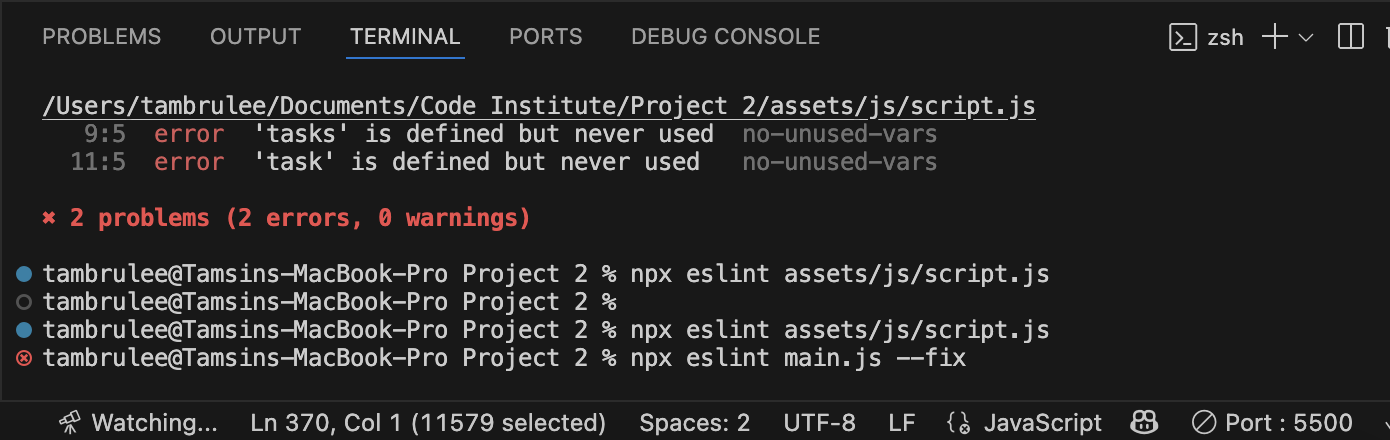 PROBLEMS OUTPUT TERMINAL PORTS DEBUG CONSOLE zsh
/Users/tambrulee/Documents/Code Institute/Project 2/assets/js/script.js
9:5 error 'tasks' is defined but never used no-unused-vars
11:5 error 'task' is defined but never used no-unused-vars
✖ 2 problems (2 errors, 0 warnings)
tambrulee@Tamsins-MacBook-Pro Project 2 % npx eslint assets/js/script.js
tambrulee@Tamsins-MacBook-Pro Project 2 %
tambrulee@Tamsins-MacBook-Pro Project 2 % npx eslint assets/js/script.js
tambrulee@Tamsins-MacBook-Pro Project 2 % npx eslint main.js --fix
Watching... Ln 370, Col 1 (11579 selected) Spaces: 2 UTF-8 LF JavaScript Port : 5500